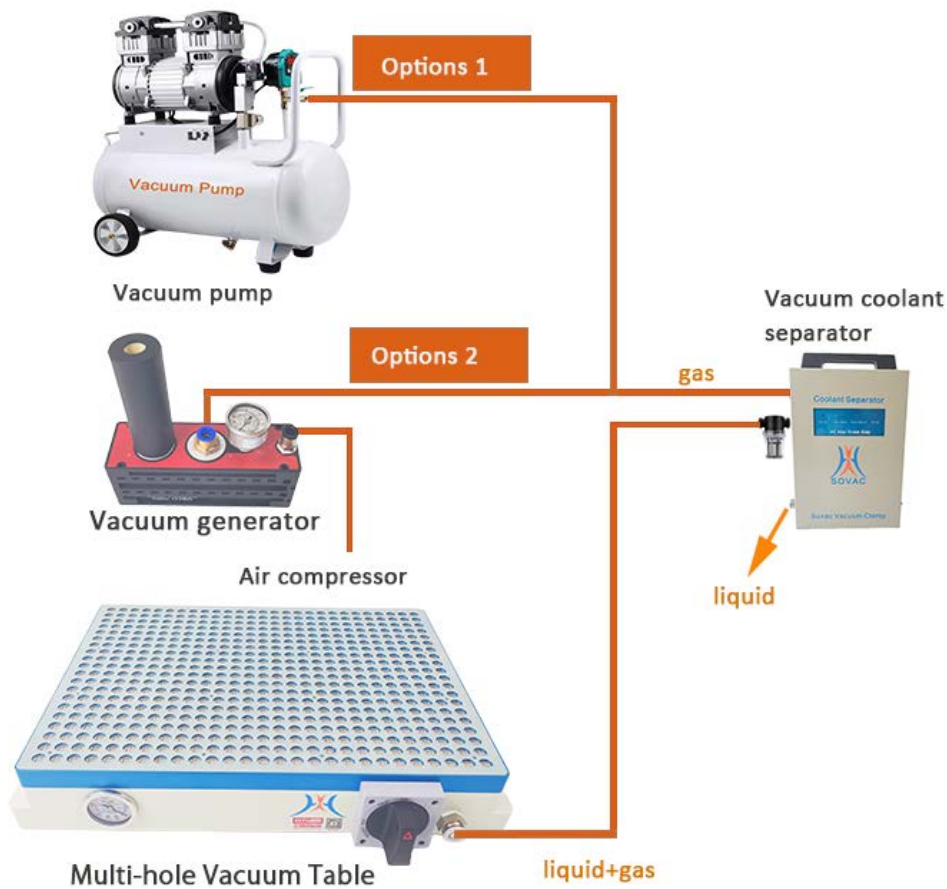 Options 1
Vacuum Pump
Vacuum pump
Vacuum coolant
separator
Options 2
gas
Coolant Separator
SOVAC
Sovac Vacuum-Clamp
Vacuum generator
liquid
Air compressor
Multi-hole Vacuum Table
liquid+gas